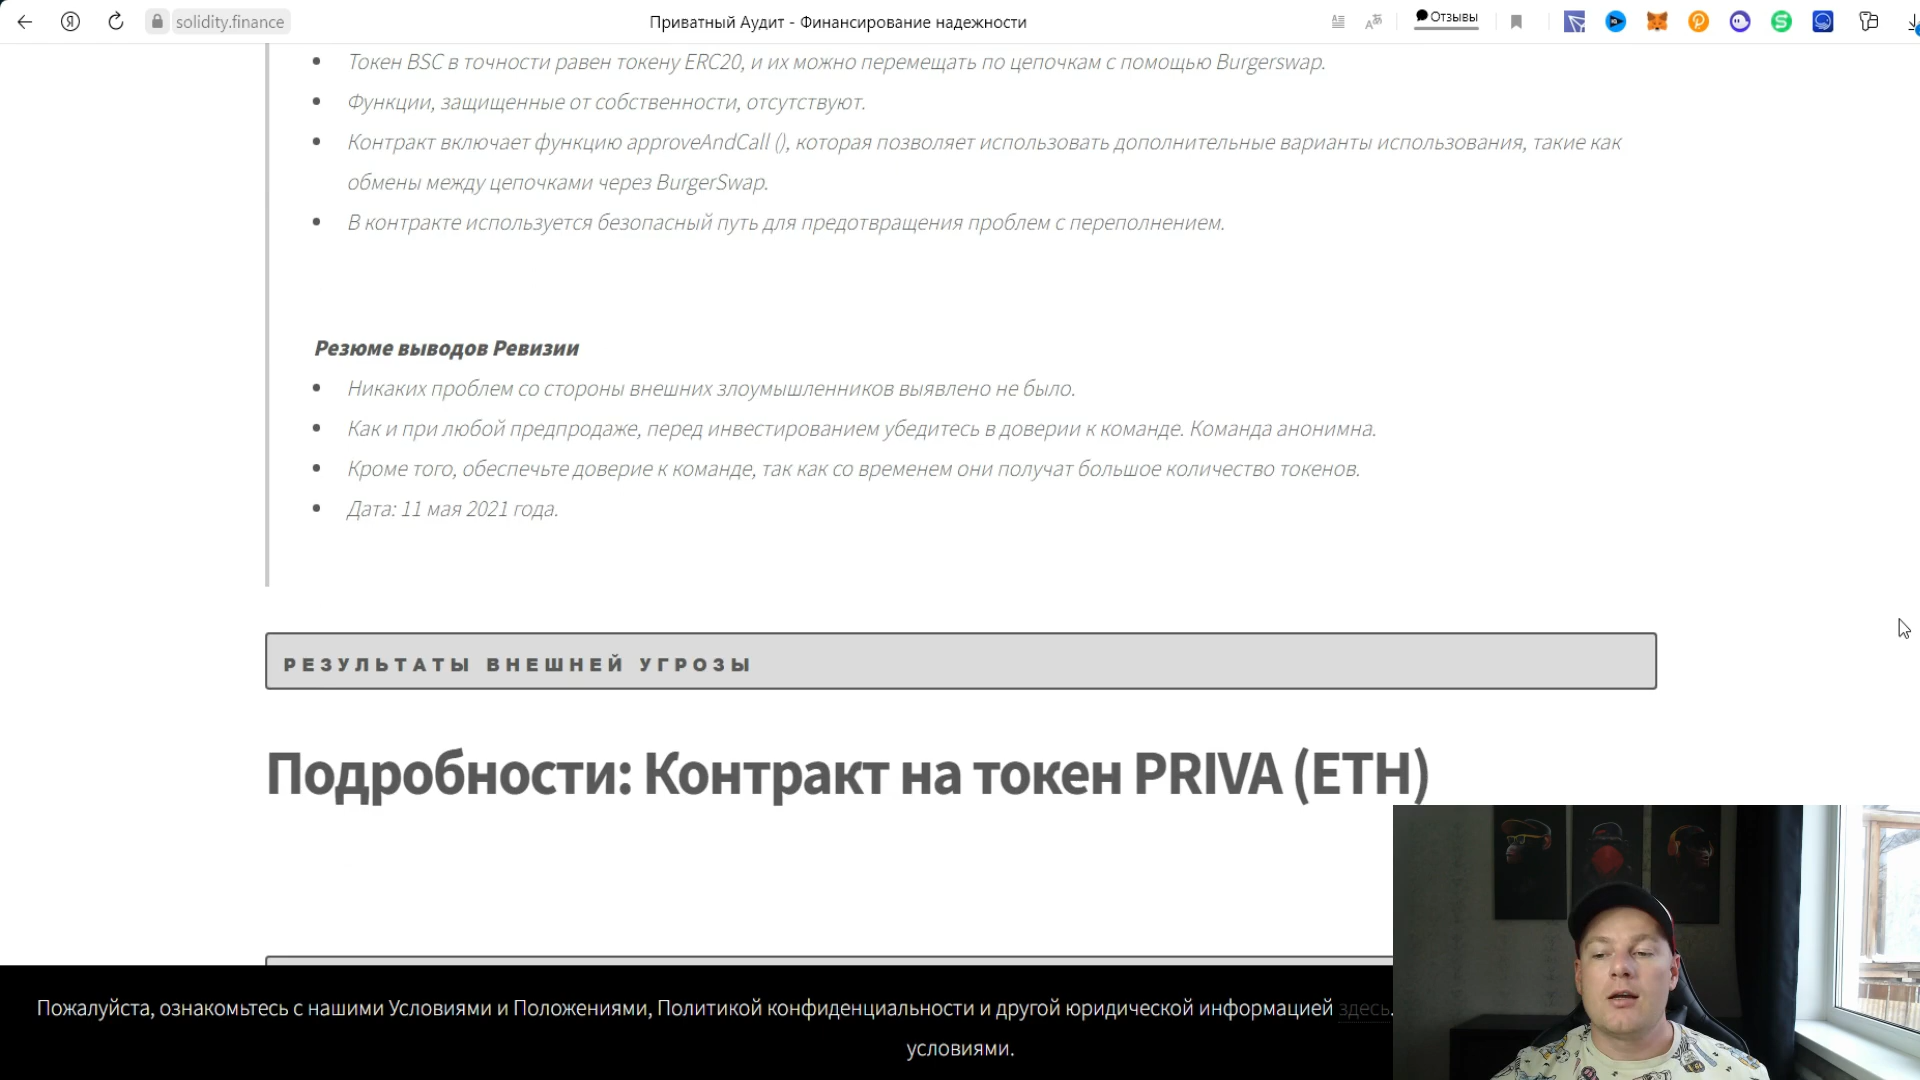 solidity.finance
Приватный Аудит - Финансирование надежности
Отзывы
Токен BSC в точности равен токену ERC20, и их можно перемещать по цепочкам с помощью Burgerswap.
Функции, защищенные от собственности, отсутствуют.
Контракт включает функцию approveAndCall (), которая позволяет использовать дополнительные варианты использования, такие как
обмены между цепочками через BurgerSwap.
В контракте используется безопасный путь для предотвращения проблем с переполнением.
Резюме выводов Ревизии
Никаких проблем со стороны внешних злоумышленников выявлено не было.
Как и при любой предпродаже, перед инвестированием убедитесь в доверии к команде. Команда анонимна.
Кроме того, обеспечьте доверие к команде, так как со временем они получат большое количество токенов.
Дата: 11 мая 2021 года.
РЕЗУЛЬТАТЫ ВНЕШНЕЙ УГРОЗЫ
Подробности: Контракт на токен PRIVA (ETH)
Пожалуйста, ознакомьтесь с нашими Условиями и Положениями, Политикой конфиденциальности и другой юридической информацией здесь.
условиями.